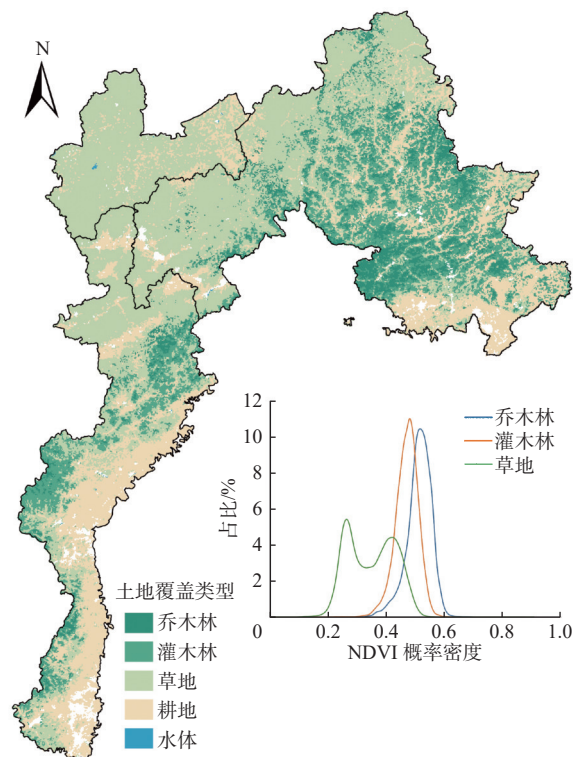 N
12
10
8
6
4
2
0
0.2
0.4
0.6
0.8
1.0
占比/%
NDVI 概率密度
乔木林
灌木林
草地
土地覆盖类型
乔木林
灌木林
草地
耕地
水体